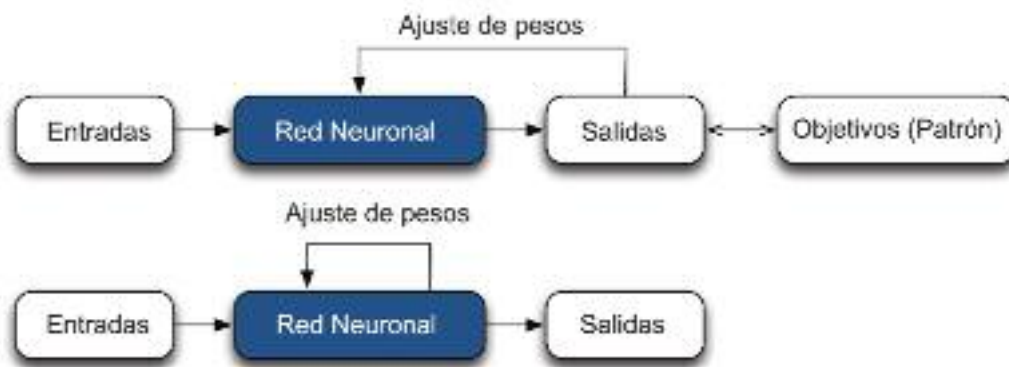 Ajuste de pesos
Entradas
Red Neuronal
Salidas
Objetivos (Patrón)
Ajuste de pesos
Entradas
Red Neuronal
Salidas